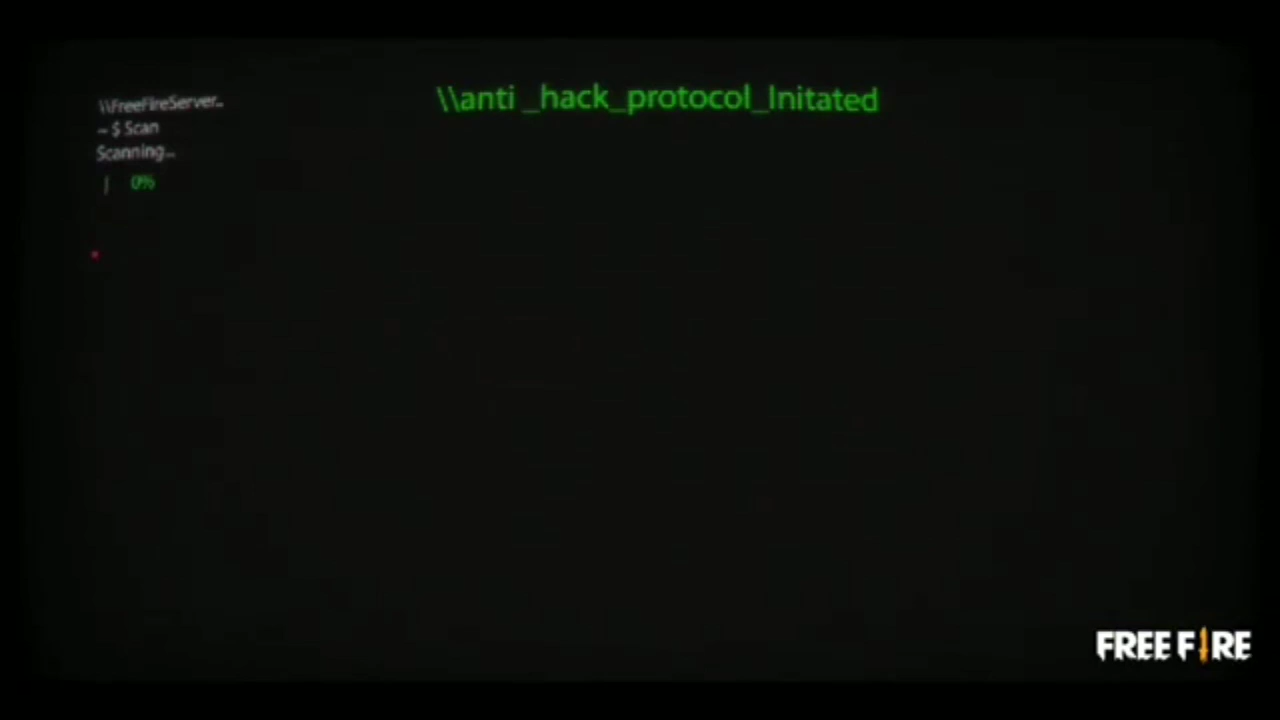 \\anti _hack_protocol_Initated
\\FreeFireServer..
~ $ Scan
Scanning...
| 0%
FREE FIRE